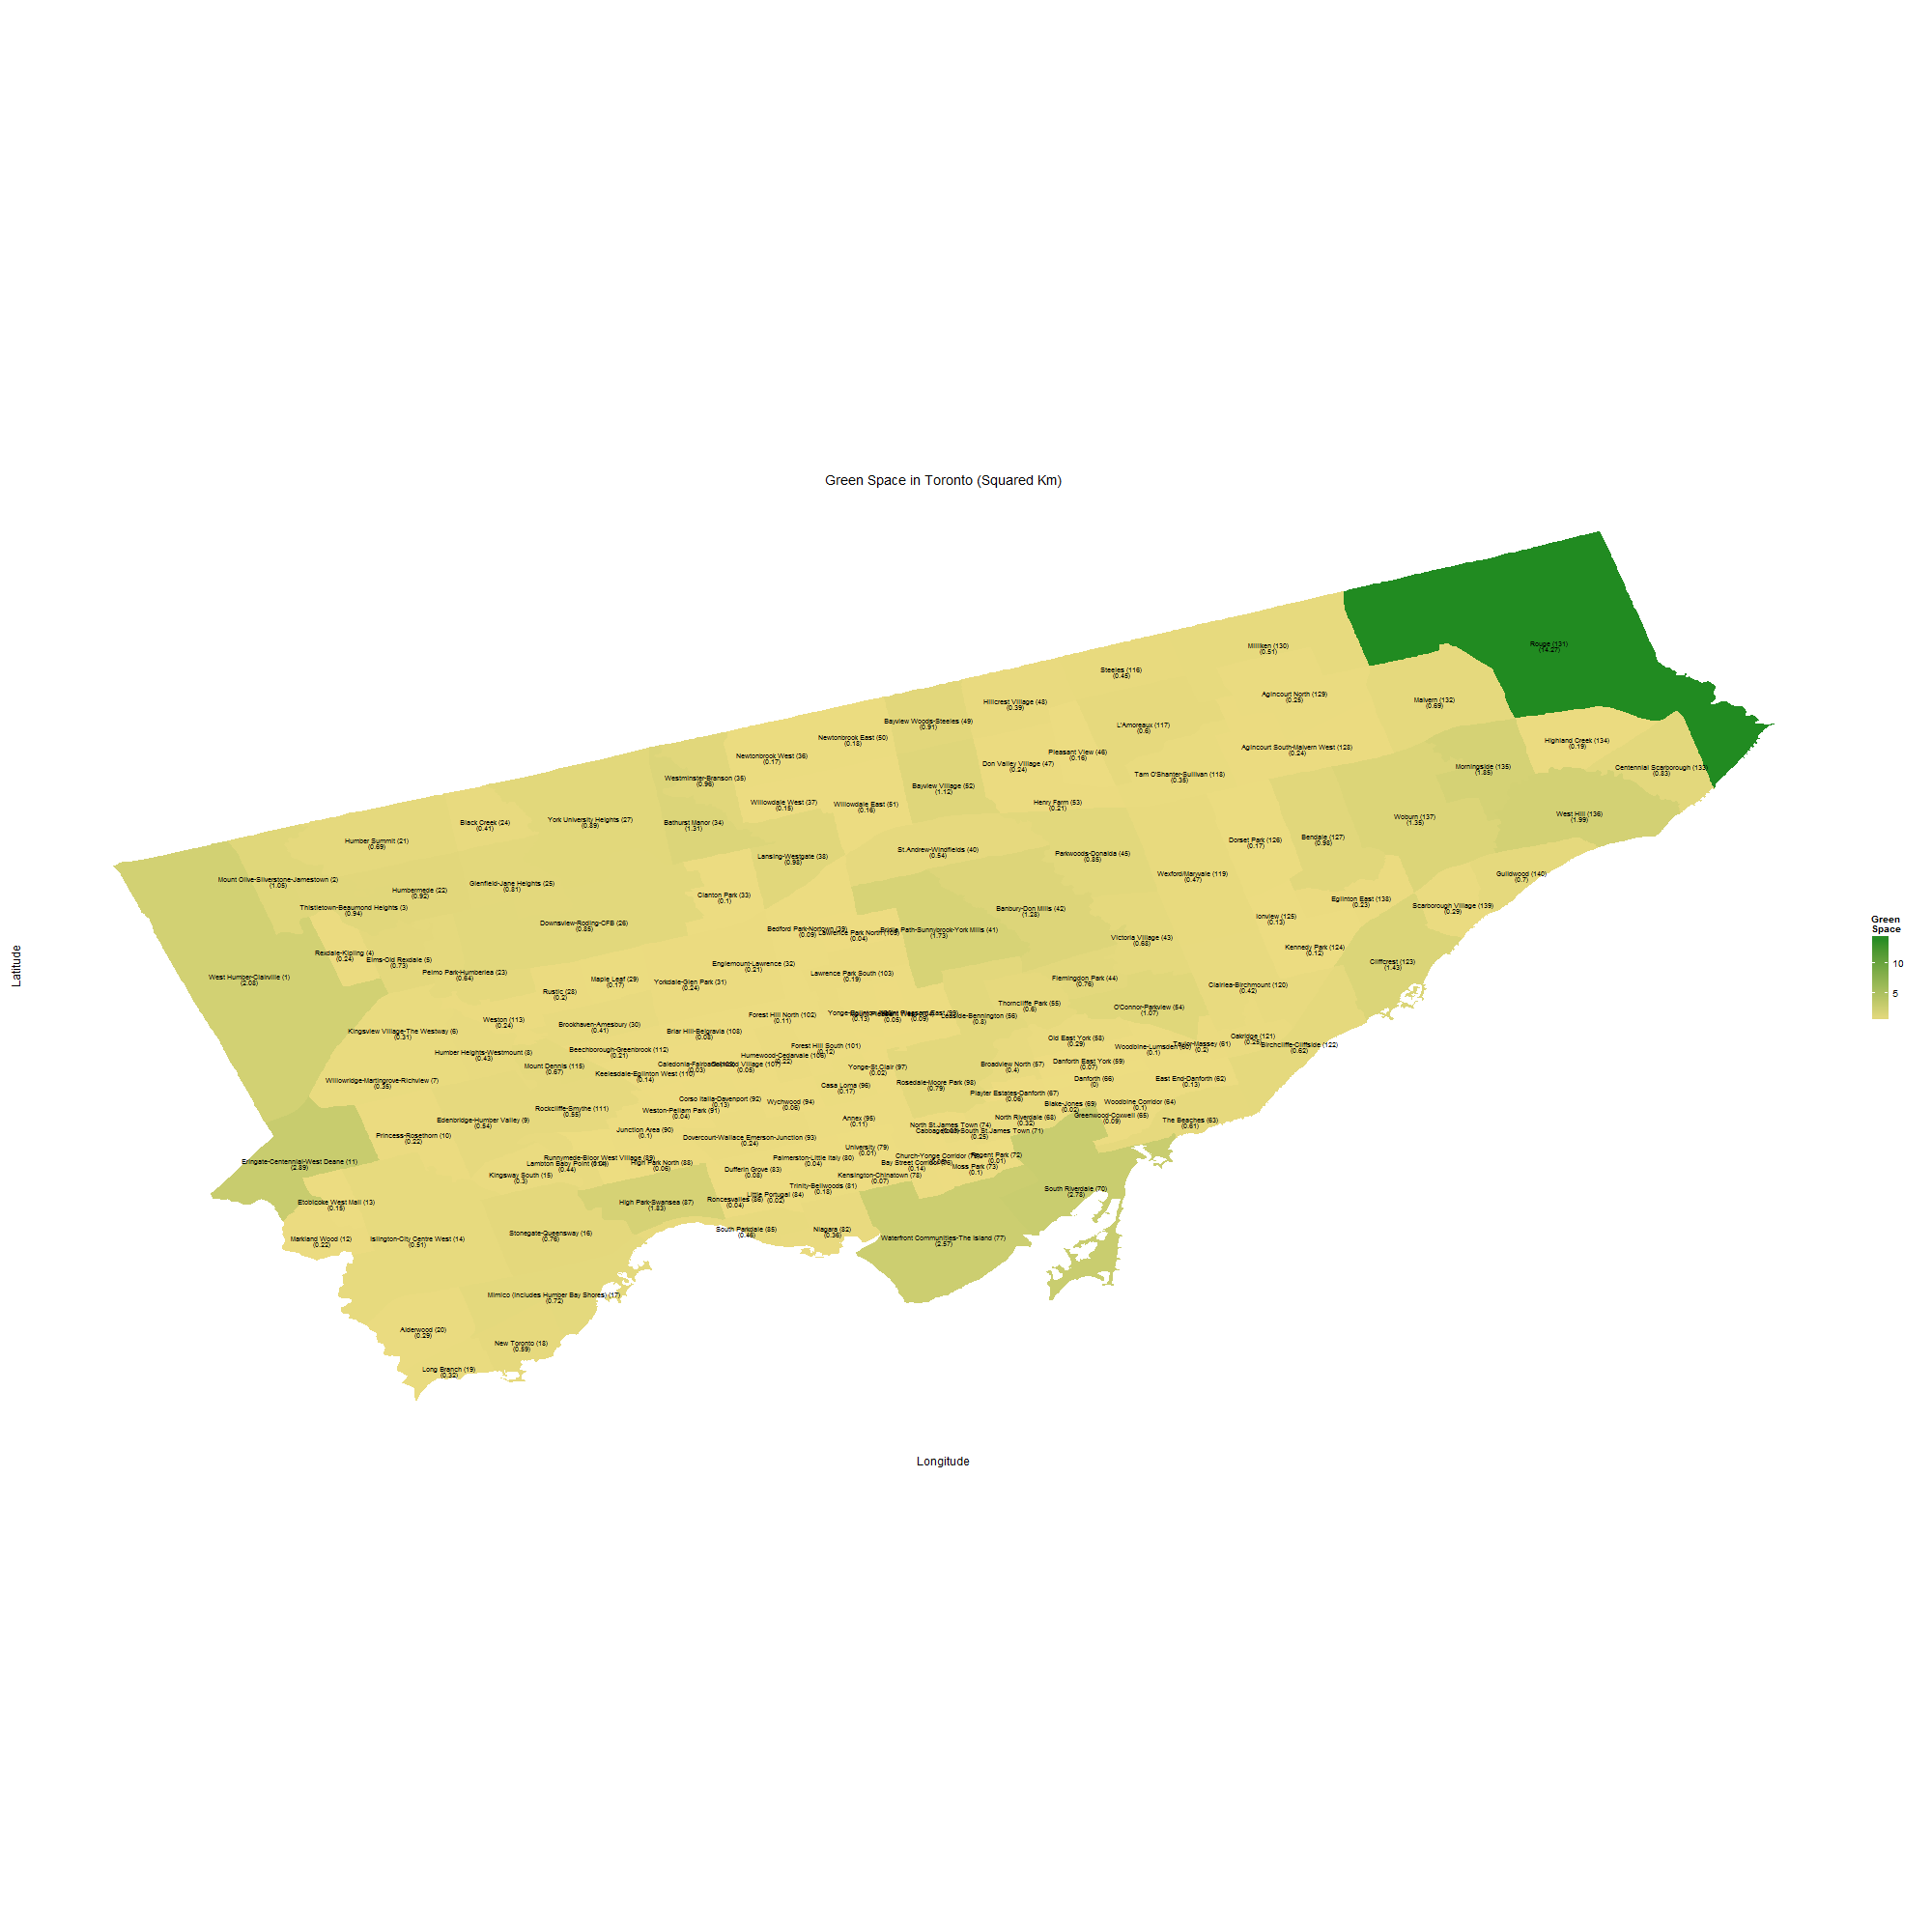 Green Space in Toronto (Squared Km)
Rouge (131)
(14.27)
Milliken (130)
(0.51)
Steeles (116)
(0.45)
Agincourt North (129)
(0.25)
Malvern (132)
(0.69)
Hillcrest Village (48)
(0.39)
Bayview Woods-Steeles (49)
(0.91)
L'Amoreaux (117)
(0.6)
Newtonbrook East (50)
(0.18)
Highland Creek (134)
(0.19)
Agincourt South-Malvern West (128)
(0.24)
Pleasant View (46)
(0.16)
Newtonbrook West (36)
(0.17)
Don Valley Village (47)
(0.24)
Morningside (135)
(1.85)
Centennial Scarborough (133)
(0.83)
Tam O'Shanter-Sullivan (118)
(0.35)
Westminster-Branson (35)
(0.96)
Bayview Village (52)
(1.12)
Willowdale West (37)
(0.15)
Willowdale East (51)
(0.16)
Henry Farm (53)
(0.21)
West Hill (136)
(1.99)
Woburn (137)
(1.35)
Black Creek (24)
(0.41)
York University Heights (27)
(0.89)
Bathurst Manor (34)
(1.31)
Humber Summit (21)
(0.69)
Dorset Park (126)
(0.17)
Bendale (127)
(0.98)
Lansing-Westgate (38)
(0.98)
St.Andrew-Windfields (40)
(0.54)
Parkwoods-Donalda (45)
(0.85)
Wexford/Maryvale (119)
(0.47)
Guildwood (140)
(0.7)
Mount Olive-Silverstone-Jamestown (2)
(1.05)
Humbermede (22)
(0.92)
Glenfield-Jane Heights (25)
(0.81)
Clanton Park (33)
(0.1)
Thistletown-Beaumond Heights (3)
(0.94)
Banbury-Don Mills (42)
(1.28)
Eglinton East (138)
(0.23)
Scarborough Village (139)
(0.29)
Ionview (125)
(0.13)
Downsview-Roding-CFB (26)
(0.85)
Bedford Park-Nortown (39)
(0.09)
Lawrence Park North (105)
(0.04)
Bridle Path-Sunnybrook-York Mills (41)
(1.73)
Victoria Village (43)
(0.68)
Kennedy Park (124)
(0.12)
Rexdale-Kipling (4)
(0.24)
Elms-Old Rexdale (5)
(0.73)
Cliffcrest (123)
(1.43)
Green
Space
10
5
Latitude
West Humber-Clairville (1)
(2.08)
Pelmo Park-Humberlea (23)
(0.64)
Maple Leaf (29)
(0.17)
Yorkdale-Glen Park (31)
(0.24)
Englemount-Lawrence (32)
(0.21)
Lawrence Park South (103)
(0.19)
Flemingdon Park (44)
(0.76)
Clairlea-Birchmount (120)
(0.42)
Rustic (28)
(0.2)
Thorncliffe Park (55)
(0.6)
O'Connor-Parkview (54)
(1.07)
Weston (113)
(0.24)
Forest Hill North (102)
(0.11)
(0.13)
(0.05)
(0.09)
Leaside-Bennington (56)
(0.8)
Kingsview Village-The Westway (6)
(0.31)
Brookhaven-Amesbury (30)
(0.41)
Briar Hill-Belgravia (108)
(0.08)
Old East York (58)
(0.29)
Oakridge (121)
(0.25)
Taylor-Massey (61)
(0.2)
Birchcliffe-Cliffside (122)
(0.62)
Woodbine-Lumsden (60)
(0.1)
Humber Heights-Westmount (8)
(0.43)
Beechborough-Greenbrook (112)
(0.21)
Humewood-Cedarvale (106)
(0.22)
Forest Hill South (101)
(0.12)
Mount Dennis (115)
(0.67)
(0.03)
(0.05)
Yonge-St.Clair (97)
(0.02)
Broadview North (57)
(0.4)
Danforth East York (59)
(0.07)
Willowridge-Martingrove-Richview (7)
(0.35)
Keelesdale-Eglinton West (110)
(0.14)
Casa Loma (96)
(0.17)
Rosedale-Moore Park (98)
(0.79)
Danforth (66)
(0)
East End-Danforth (62)
(0.13)
Rockcliffe-Smythe (111)
(0.55)
Corso Italia-Davenport (92)
(0.13)
Weston-Pellam Park (91)
(0.04)
Wychwood (94)
(0.06)
Playter Estates-Danforth (67)
(0.06)
Blake-Jones (69)
(0.02)
Woodbine Corridor (64)
(0.1)
Edenbridge-Humber Valley (9)
(0.54)
Annex (95)
(0.11)
North Riverdale (68)
(0.32)
Greenwood-Coxwell (65)
(0.09)
The Beaches (63)
(0.61)
Princess-Rosethorn (10)
(0.22)
Junction Area (90)
(0.1)
Dovercourt-Wallace Emerson-Junction (93)
(0.24)
North St.James Town (74)
Cabbagetown-South St.James Town (71)
(0.25)
University (79)
(0.01)
Eringate-Centennial-West Deane (11)
(2.89)
Runnymede-Bloor West Village (89)
Lambton Baby Point (114)
(0.44)
High Park North (88)
(0.06)
Palmerston-Little Italy (80)
(0.04)
Church-Yonge Corridor (75)
Regent Park (72)
(0.01)
Bay Street Corridor (76)
(0.14)
Moss Park (73)
(0.1)
Kingsway South (15)
(0.3)
Dufferin Grove (83)
(0.08)
Kensington-Chinatown (78)
(0.07)
Trinity-Bellwoods (81)
(0.18)
South Riverdale (70)
(2.78)
Etobicoke West Mall (13)
(0.15)
High Park-Swansea (87)
(1.83)
Roncesvalles (86)
(0.04)
Little Portugal (84)
(0.02)
Markland Wood (12)
(0.22)
Islington-City Centre West (14)
(0.51)
Stonegate-Queensway (16)
(0.76)
South Parkdale (85)
(0.46)
Niagara (82)
(0.36)
Waterfront Communities-The Island (77)
(2.57)
Mimico (includes Humber Bay Shores) (17)
(0.72)
Alderwood (20)
(0.29)
New Toronto (18)
(0.59)
Long Branch (19)
(0.32)
Longitude